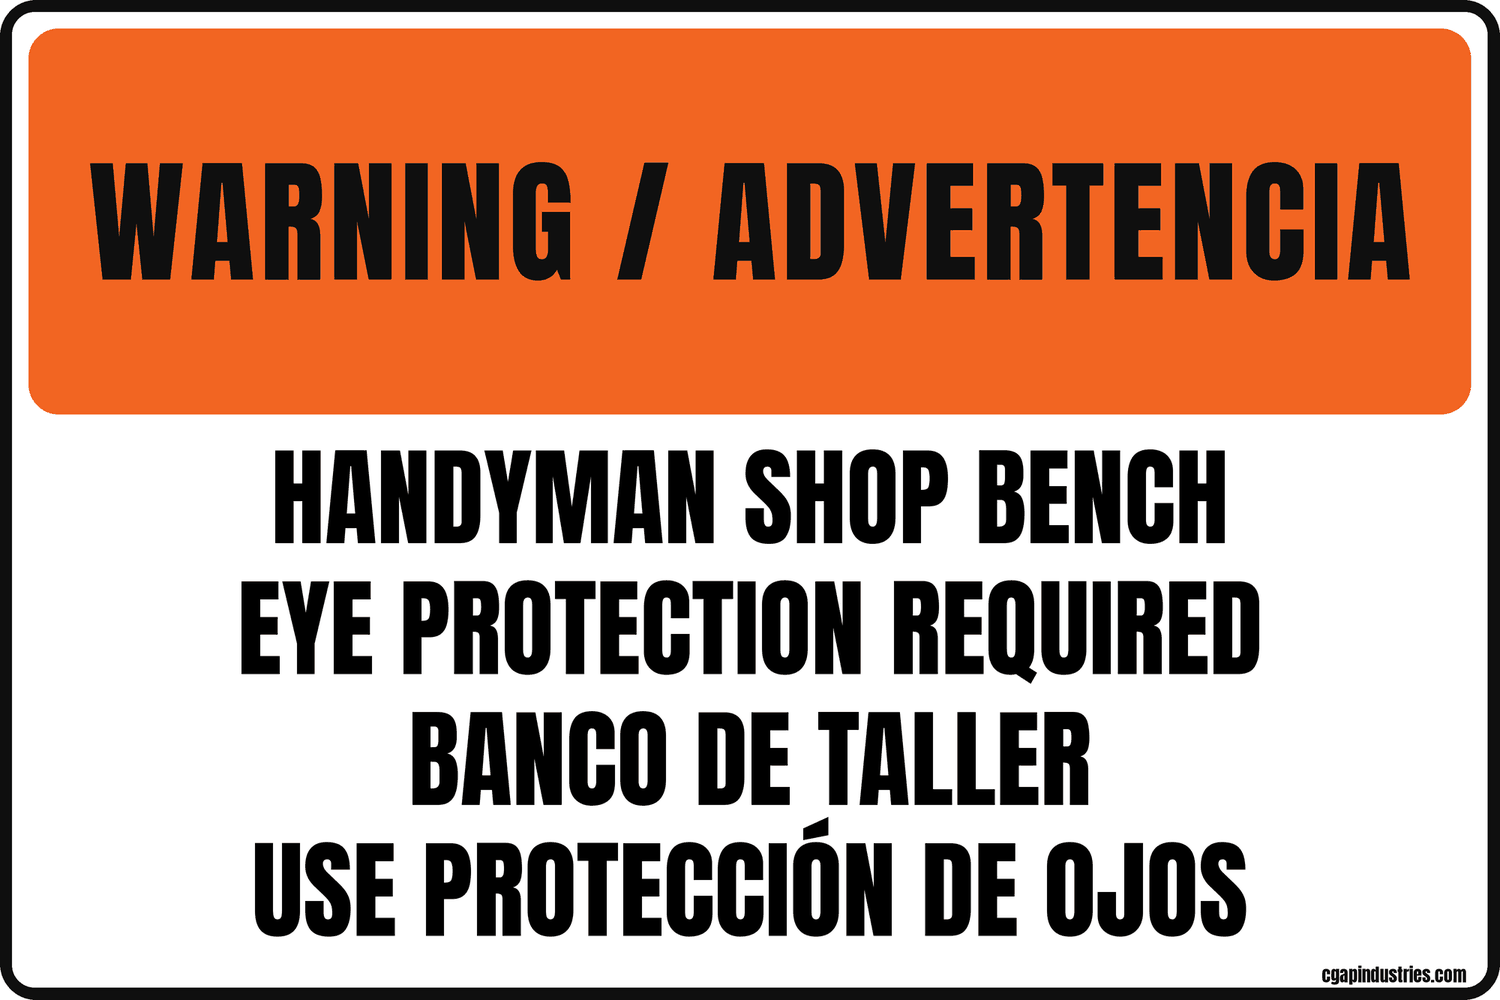 WARNING / ADVERTENCIA
HANDYMAN SHOP BENCH
EYE PROTECTION REQUIRED
BANCO DE TALLER
USE PROTECCIÓN DE OJOS
cgapindustries.com